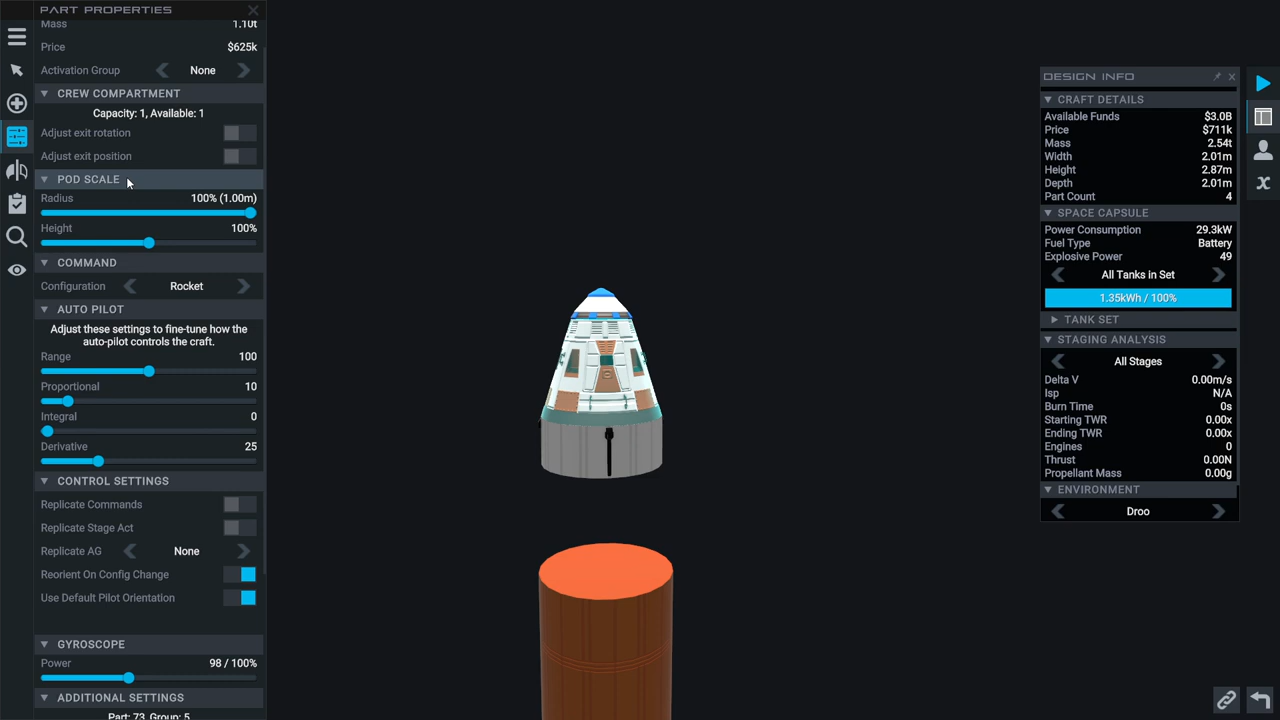 PART PROPERTIES
Mass 1.10t
Price $625k
Activation Group None
CREW COMPARTMENT
Capacity: 1, Available: 1
Adjust exit rotation
Adjust exit position
POD SCALE
Radius 100% (1.00m)
Height 100%
COMMAND
Configuration Rocket
AUTO PILOT
Adjust these settings to fine-tune how the
auto-pilot controls the craft.
Range 100
Proportional 10
Integral 0
Derivative 25
CONTROL SETTINGS
Replicate Commands
Replicate Stage Act
Replicate AG None
Reorient On Config Change
Use Default Pilot Orientation
GYROSCOPE
Power 98 / 100%
ADDITIONAL SETTINGS
Part: 73, Group: 5
DESIGN INFO
CRAFT DETAILS
Available Funds $3.0B
Price $711k
Mass 2.54t
Width 2.01m
Height 2.87m
Depth 2.01m
Part Count 4
SPACE CAPSULE
Power Consumption 29.3kW
Fuel Type Battery
Explosive Power 49
All Tanks in Set
1.35kWh / 100%
TANK SET
STAGING ANALYSIS
All Stages
Delta V 0.00m/s
Isp N/A
Burn Time 0s
Starting TWR 0.00x
Ending TWR 0.00x
Engines 0
Thrust 0.00N
Propellant Mass 0.00g
ENVIRONMENT
Droo